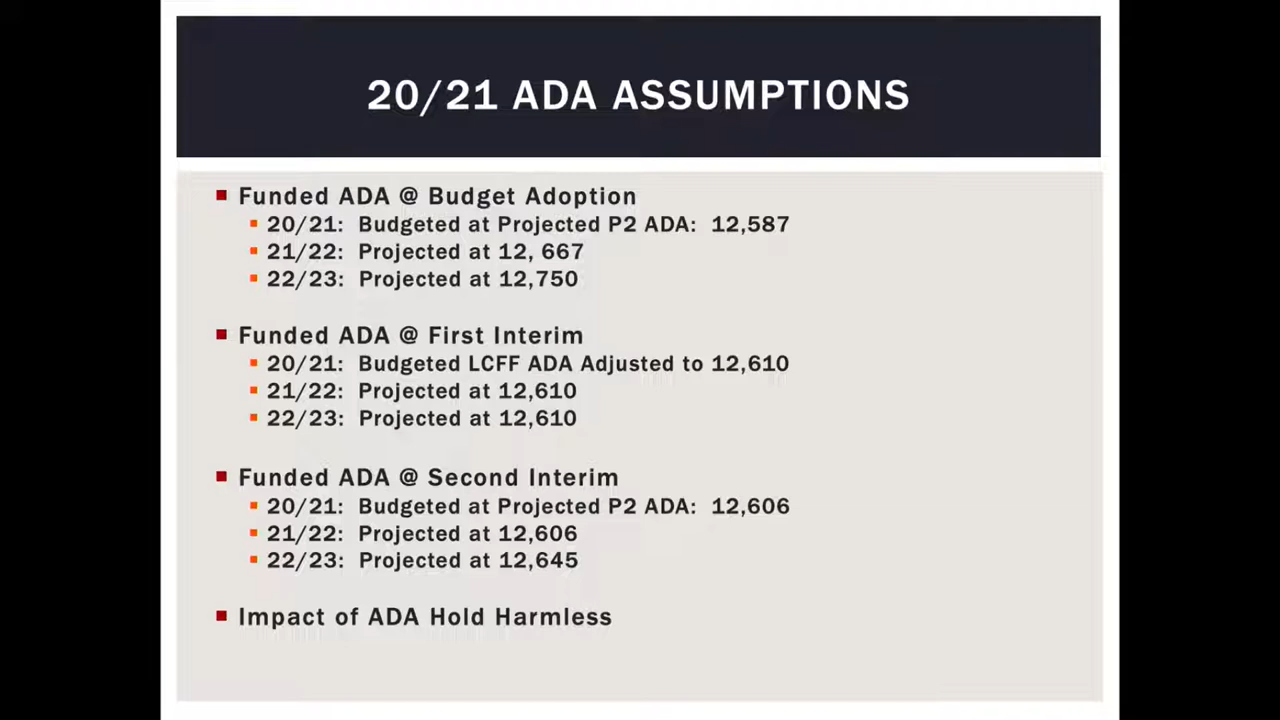 20/21 ADA ASSUMPTIONS
Funded ADA @ Budget Adoption
20/21: Budgeted at Projected P2 ADA: 12,587
21/22: Projected at 12, 667
22/23: Projected at 12,750
Funded ADA @ First Interim
20/21: Budgeted LCFF ADA Adjusted to 12,610
21/22: Projected at 12,610
22/23: Projected at 12,610
Funded ADA @ Second Interim
20/21: Budgeted at Projected P2 ADA: 12,606
21/22: Projected at 12,606
22/23: Projected at 12,645
Impact of ADA Hold Harmless